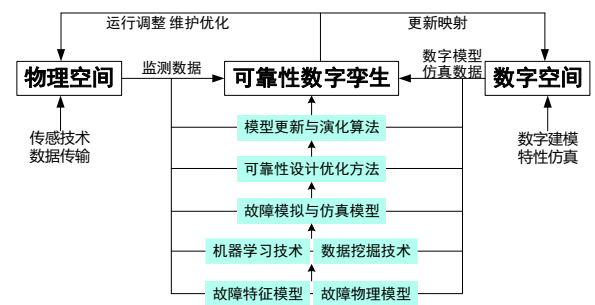 运行调整 维护优化
更新映射
物理空间
监测数据
可靠性数字孪生
数字模型
仿真数据
数字空间
传感技术
数据传输
模型更新与演化算法
数字建模
特性仿真
可靠性设计优化方法
故障模拟与仿真模型
机器学习技术
数据挖掘技术
故障特征模型
故障物理模型